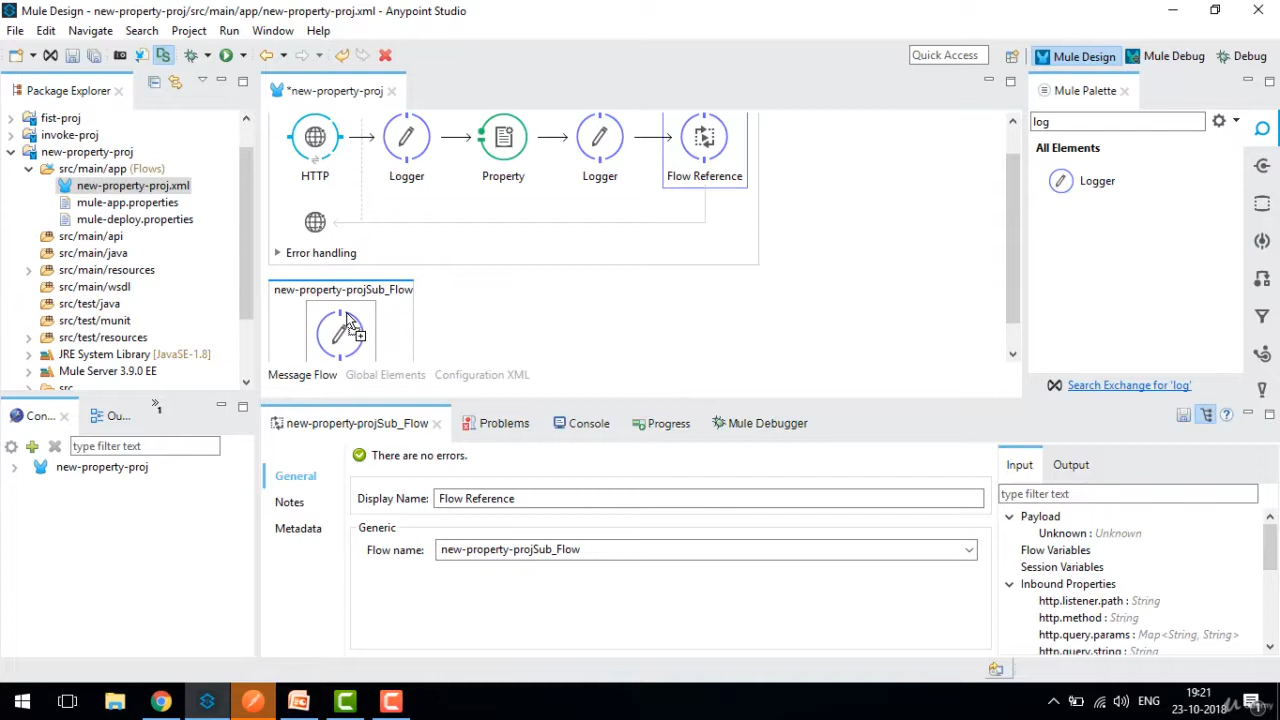 Mule Design - new-property-proj/src/main/app/new-property-proj.xml - Anypoint Studio
File Edit Navigate Search Project Run Window Help
Quick Access
Mule Design
Mule Debug
Debug
Package Explorer
fist-proj
invoke-proj
new-property-proj
src/main/app (Flows)
new-property-proj.xml
mule-app.properties
mule-deploy.properties
src/main/api
src/main/java
src/main/resources
src/main/wsdl
src/test/java
src/test/munit
src/test/resources
JRE System Library [JavaSE-1.8]
Mule Server 3.9.0 EE
src
*new-property-proj
HTTP
Logger
Property
Logger
Flow Reference
Error handling
new-property-projSub_Flow
Message Flow Global Elements Configuration XML
Mule Palette
log
All Elements
Logger
Search Exchange for 'log'
Con...
Ou...
1
type filter text
new-property-proj
new-property-projSub_Flow
Problems
Console
Progress
Mule Debugger
General
Notes
Metadata
There are no errors.
Display Name: Flow Reference
Generic
Flow name: new-property-projSub_Flow
Input
Output
type filter text
Payload
Unknown : Unknown
Flow Variables
Session Variables
Inbound Properties
http.listener.path : String
http.method : String
http.query.params : Map<String, String>
http.query.string : String
ENG
19:21
23-10-2018